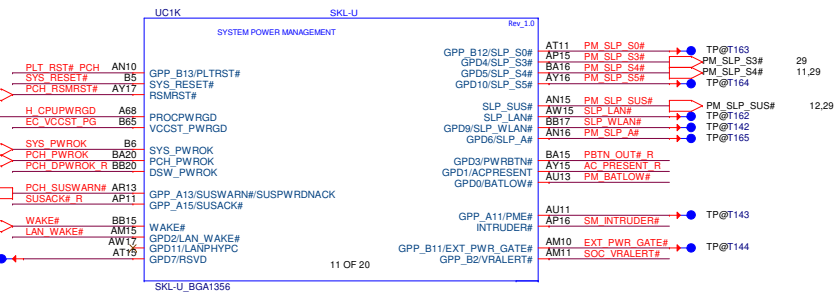 UC1K SKL-U
Rev_1.0
SYSTEM POWER MANAGEMENT
PLT_RST#_PCH AN10 GPP_B13/PLTRST#
SYS_RESET# B5 SYS_RESET#
PCH_RSMRST# AY17 RSMRST#
H_CPUPWRGD A68 PROCPWRGD
EC_VCCST_PG B65 VCCST_PWRGD
SYS_PWROK B6 SYS_PWROK
PCH_PWROK BA20 PCH_PWROK
PCH_DPWROK_R BB20 DSW_PWROK
PCH_SUSWARN# AR13 GPP_A13/SUSWARN#/SUSPWRDNACK
SUSACK#_R AP11 GPP_A15/SUSACK#
WAKE# BB15 WAKE#
LAN_WAKE# AM15 GPD2/LAN_WAKE#
AW17 GPD11/LANPHYPC
AT15 GPD7/RSVD
GPP_B12/SLP_S0# AT11 PM_SLP_S0# TP@T163
GPD4/SLP_S3# AP15 PM_SLP_S3# PM_SLP_S3# 29
GPD5/SLP_S4# BA16 PM_SLP_S4# PM_SLP_S4# 11,29
GPD10/SLP_S5# AY16 PM_SLP_S5# TP@T164
SLP_SUS# AN15 PM_SLP_SUS# PM_SLP_SUS# 12,29
SLP_LAN# AW15 SLP_LAN# TP@T162
GPD9/SLP_WLAN# BB17 SLP_WLAN# TP@T142
GPD6/SLP_A# AN16 PM_SLP_A# TP@T165
GPD3/PWRBTN# BA15 PBTN_OUT#_R
GPD1/ACPRESENT AY15 AC_PRESENT_R
GPD0/BATLOW# AU13 PM_BATLOW#
GPP_A11/PME# AU11 TP@T143
INTRUDER# AP16 SM_INTRUDER#
GPP_B11/EXT_PWR_GATE# AM10 EXT_PWR_GATE# TP@T144
GPP_B2/VRALERT# AM11 SOC_VRALERT#
11 OF 20
SKL-U_BGA1356